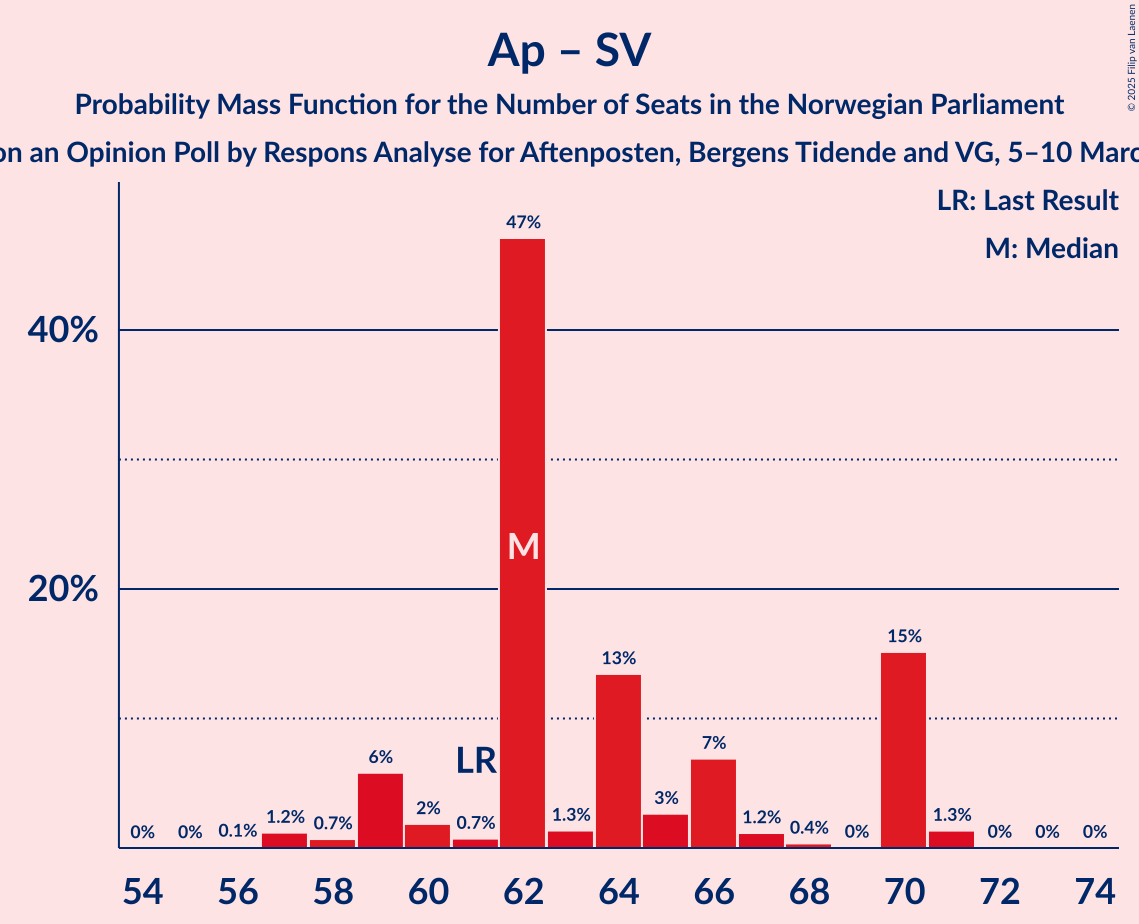 © 2025 Filip van Laenen
Ap – SV
Probability Mass Function for the Number of Seats in the Norwegian Parliament
on an Opinion Poll by Respons Analyse for Aftenposten, Bergens Tidende and VG, 5–10
LR: Last Result
M: Median
47%
40%
M
20%
15%
13%
LR
7%
6%
3%
2%
0% 0% 0.1% 1.2% 0.7% 0.7% 1.3% 1.2% 0.4% 0% 1.3% 0% 0% 0%
54 56 58 60 62 64 66 68 70 72 74